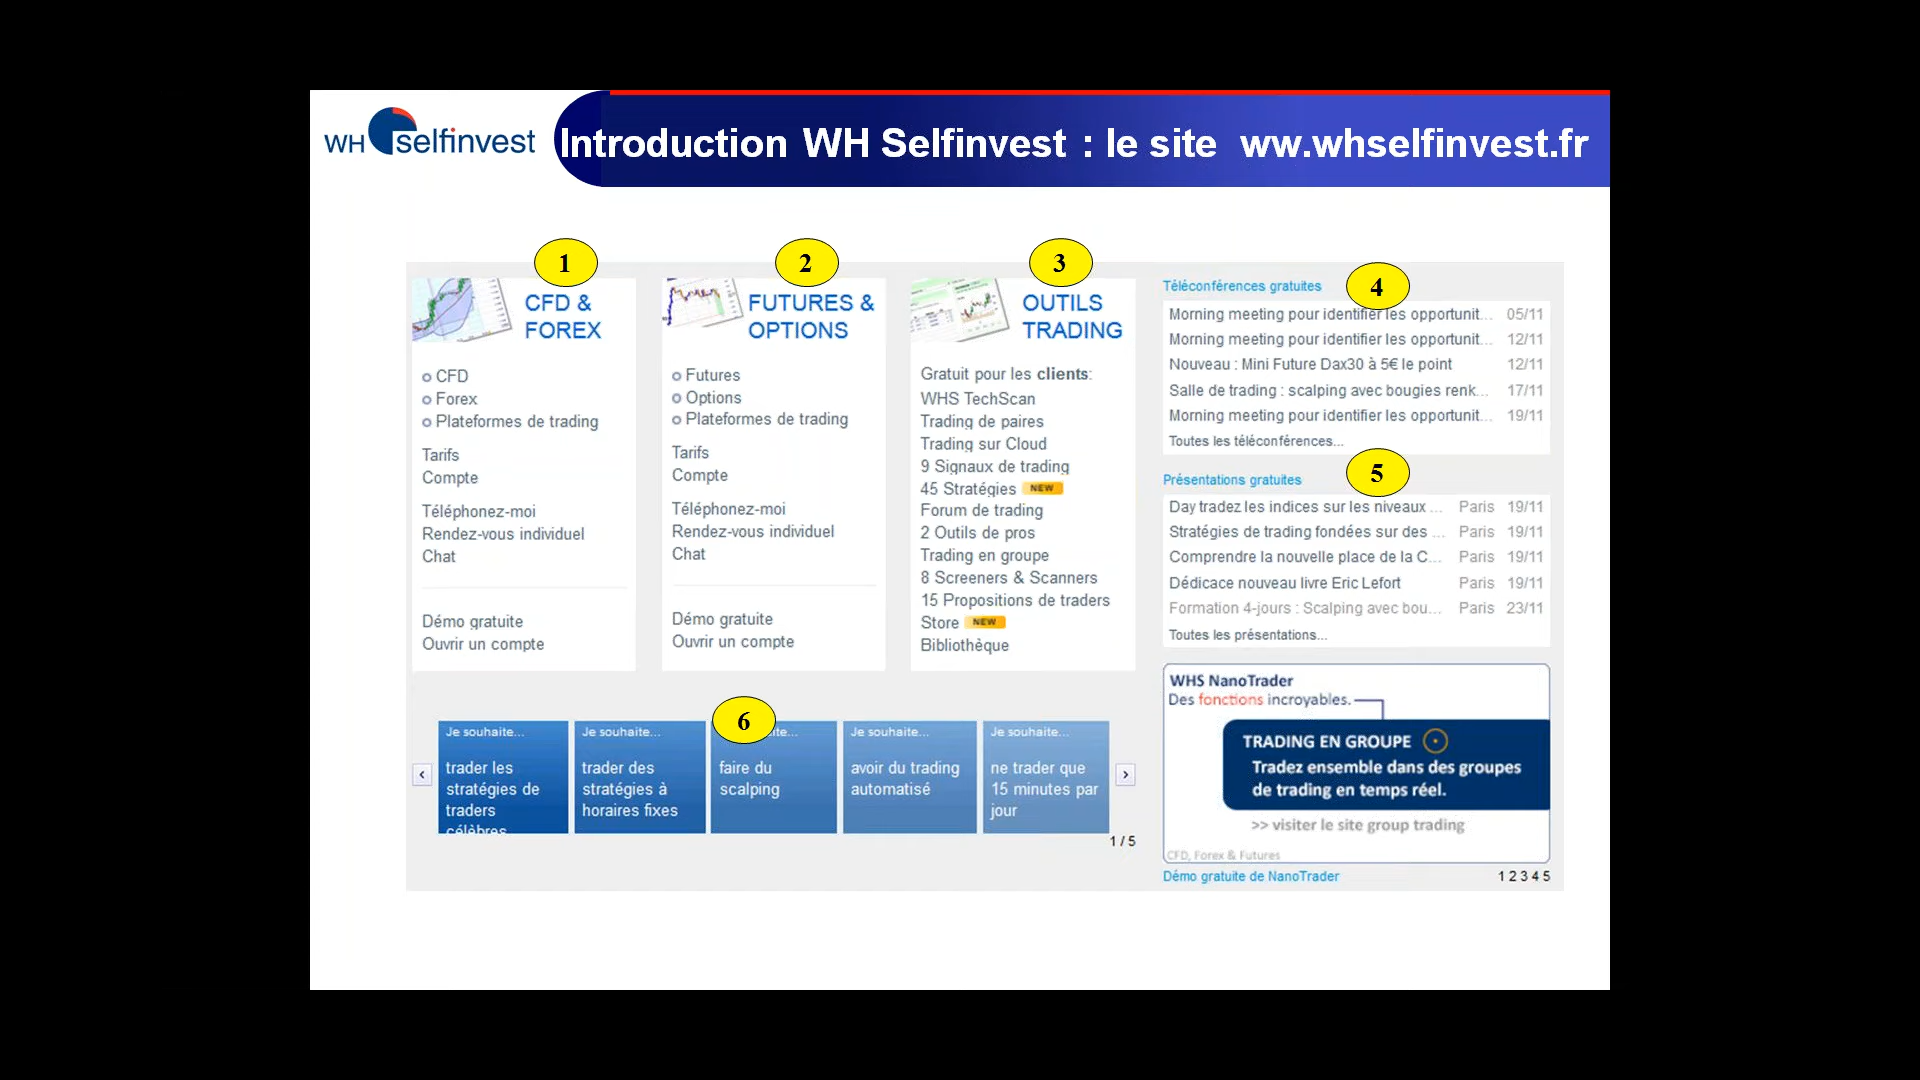 WH selfinvest
Introduction WH Selfinvest : le site ww.whselfinvest.fr
1
CFD &
FOREX
CFD
Forex
Plateformes de trading
Tarifs
Compte
Téléphonez-moi
Rendez-vous individuel
Chat
Démo gratuite
Ouvrir un compte
2
FUTURES &
OPTIONS
Futures
Options
Plateformes de trading
Tarifs
Compte
Téléphonez-moi
Rendez-vous individuel
Chat
Démo gratuite
Ouvrir un compte
3
OUTILS
TRADING
Gratuit pour les clients:
WHS TechScan
Trading de paires
Trading sur Cloud
9 Signaux de trading
45 Stratégies NEW
Forum de trading
2 Outils de pros
Trading en groupe
8 Screeners & Scanners
15 Propositions de traders
Store NEW
Bibliothèque
Téléconférences gratuites
4
Morning meeting pour identifier les opportunit... 05/11
Morning meeting pour identifier les opportunit... 12/11
Nouveau : Mini Future Dax30 à 5€ le point 12/11
Salle de trading : scalping avec bougies renk... 17/11
Morning meeting pour identifier les opportunit... 19/11
Toutes les téléconférences...
Présentations gratuites
5
Day tradez les indices sur les niveaux ... Paris 19/11
Stratégies de trading fondées sur des ... Paris 19/11
Comprendre la nouvelle place de la C... Paris 19/11
Dédicace nouveau livre Eric Lefort Paris 19/11
Formation 4-jours : Scalping avec bou... Paris 23/11
Toutes les présentations...
6
Je souhaite...
trader les
stratégies de
traders
célèbres
Je souhaite...
trader des
stratégies à
horaires fixes
ite...
faire du
scalping
Je souhaite...
avoir du trading
automatisé
Je souhaite...
ne trader que
15 minutes par
jour
1 / 5
WHS NanoTrader
Des fonctions incroyables.
TRADING EN GROUPE
Tradez ensemble dans des groupes
de trading en temps réel.
>> visiter le site group trading
CFD, Forex & Futures
Démo gratuite de NanoTrader
1 2 3 4 5